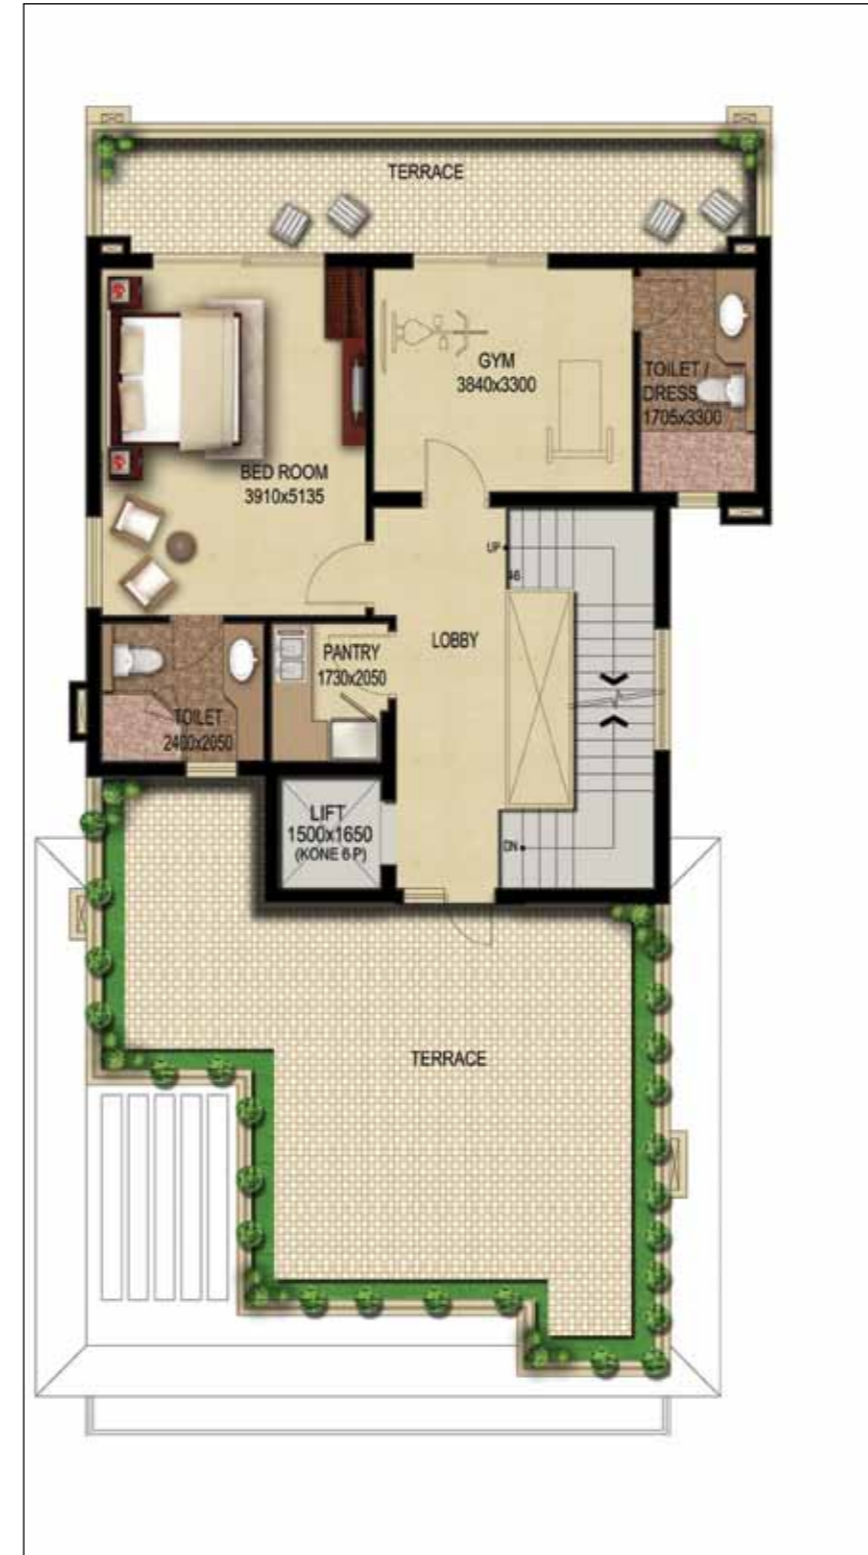 TERRACE
GYM
3840x3300
TOILET /
DRESS
1705x3300
BED ROOM
3910x5135
UP
46
LOBBY
PANTRY
1730x2050
TOILET
2400x2050
LIFT
1500x1650
(KONE 6 P)
DN
TERRACE